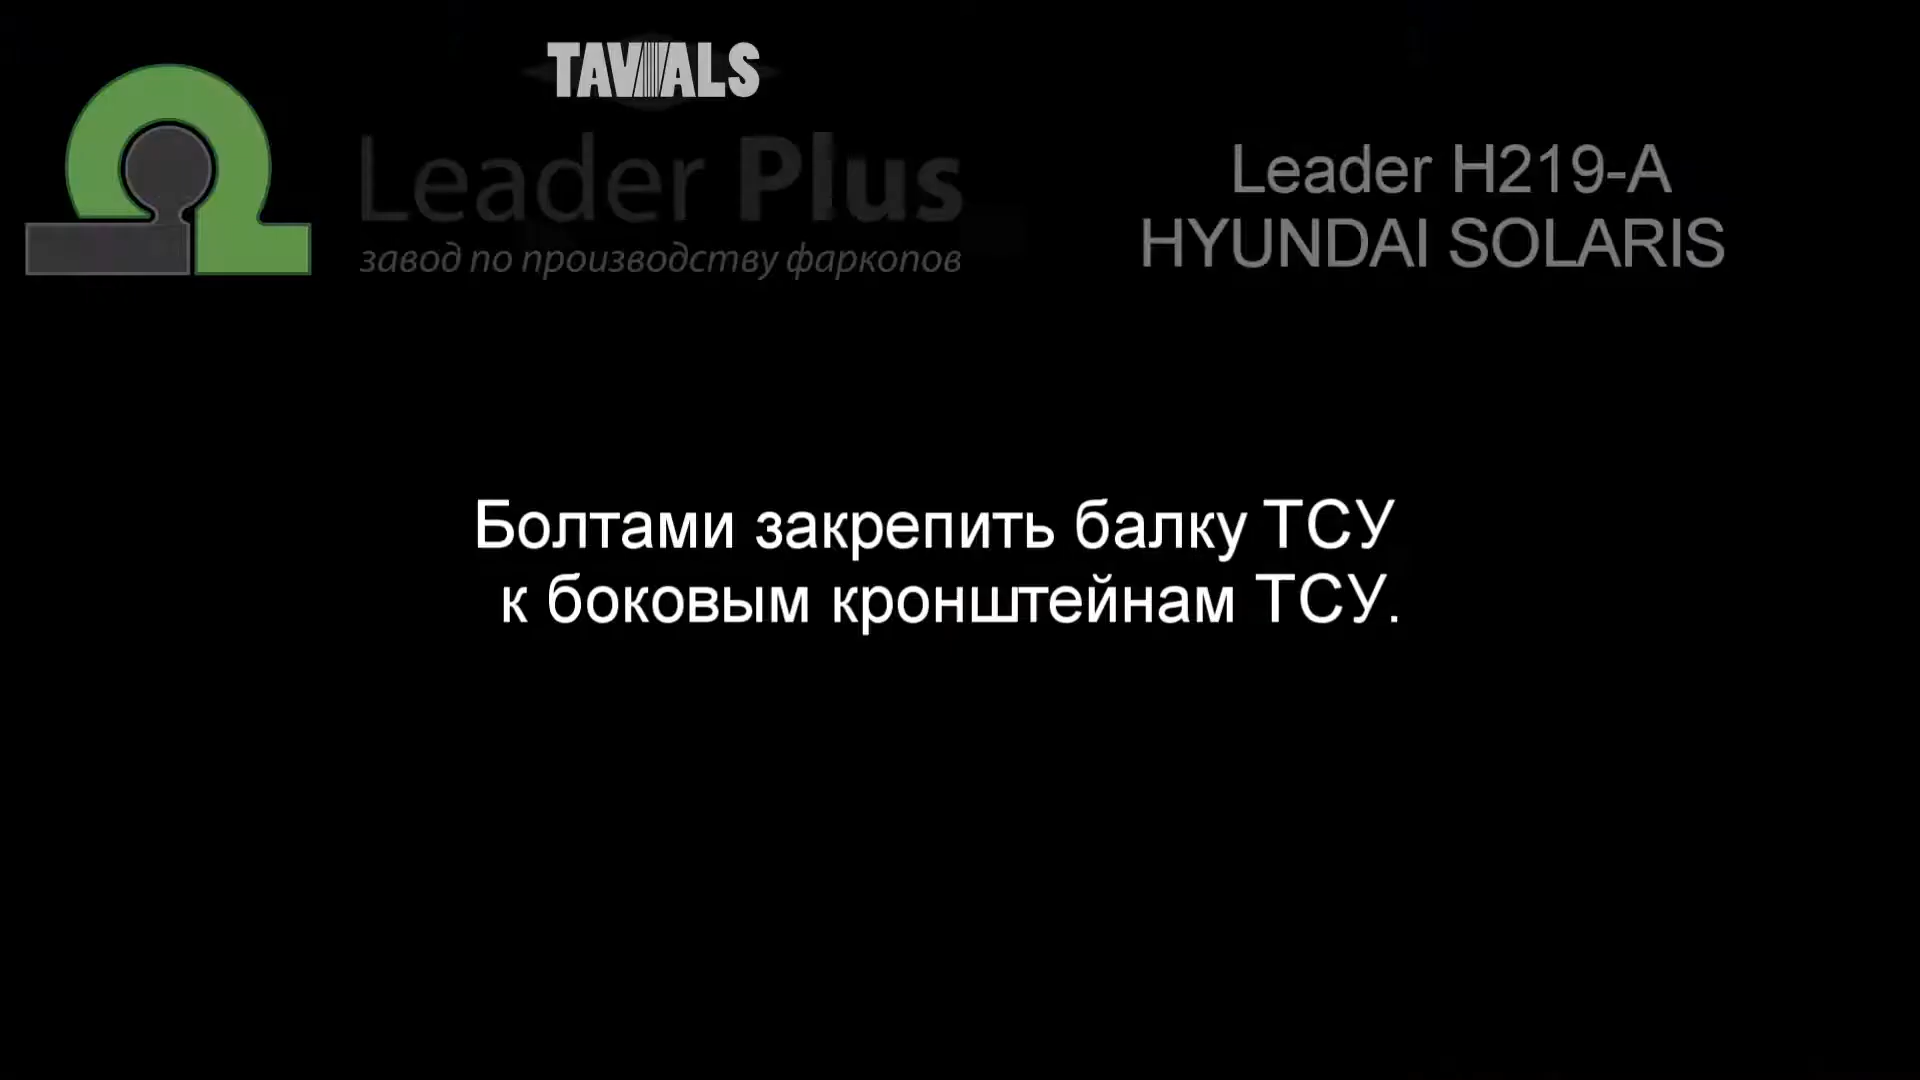 TAVIALS
Leader Plus
завод по производству фаркопов
Leader H219-A
HYUNDAI SOLARIS
Болтами закрепить балку ТСУ
к боковым кронштейнам ТСУ.